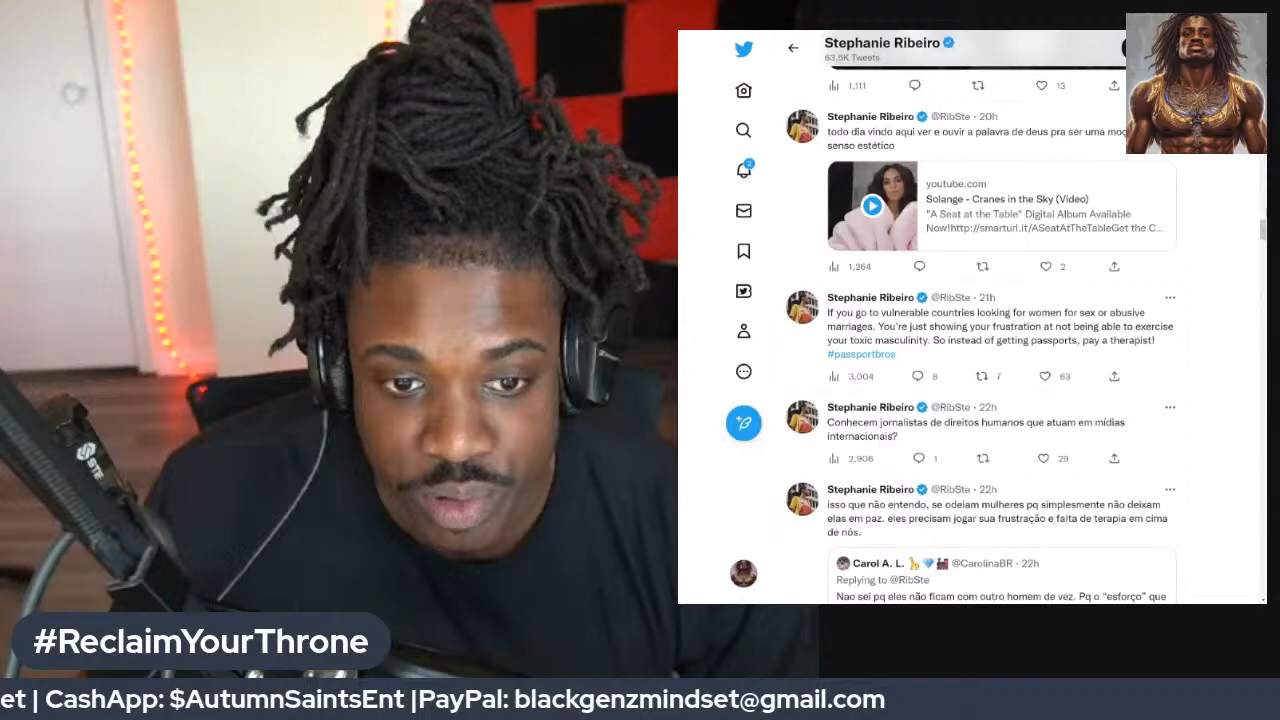 Stephanie Ribeiro
63.5K Tweets
1,111
13
Stephanie Ribeiro @RibSte · 20h
todo dia vindo aqui ver e ouvir a palavra de deus pra ser uma
senso estético
youtube.com
Solange - Cranes in the Sky (Video)
"A Seat at the Table" Digital Album Available
Now!http://smarturl.it/ASeatAtTheTableGet the C...
1,264
2
Stephanie Ribeiro @RibSte · 21h
If you go to vulnerable countries looking for women for sex or abusive
marriages. You're just showing your frustration at not being able to exercise
your toxic masculinity. So instead of getting passports, pay a therapist!
#passportbros
3,004
8
7
63
Stephanie Ribeiro @RibSte · 22h
Conhecem jornalistas de direitos humanos que atuam em mídias
internacionais?
2,906
1
29
Stephanie Ribeiro @RibSte · 22h
isso que não entendo, se odeiam mulheres pq simplesmente não deixam
elas em paz. eles precisam jogar sua frustração e falta de terapia em cima
de nós.
Carol A. L. @CarolinaBR · 22h
Replying to @RibSte
Nao sei pq eles não ficam com outro homem de vez. Pq o “esforço” que
2
STE
#ReclaimYourThrone
et | CashApp: $AutumnSaintsEnt |PayPal: blackgenzmindset@gmail.com